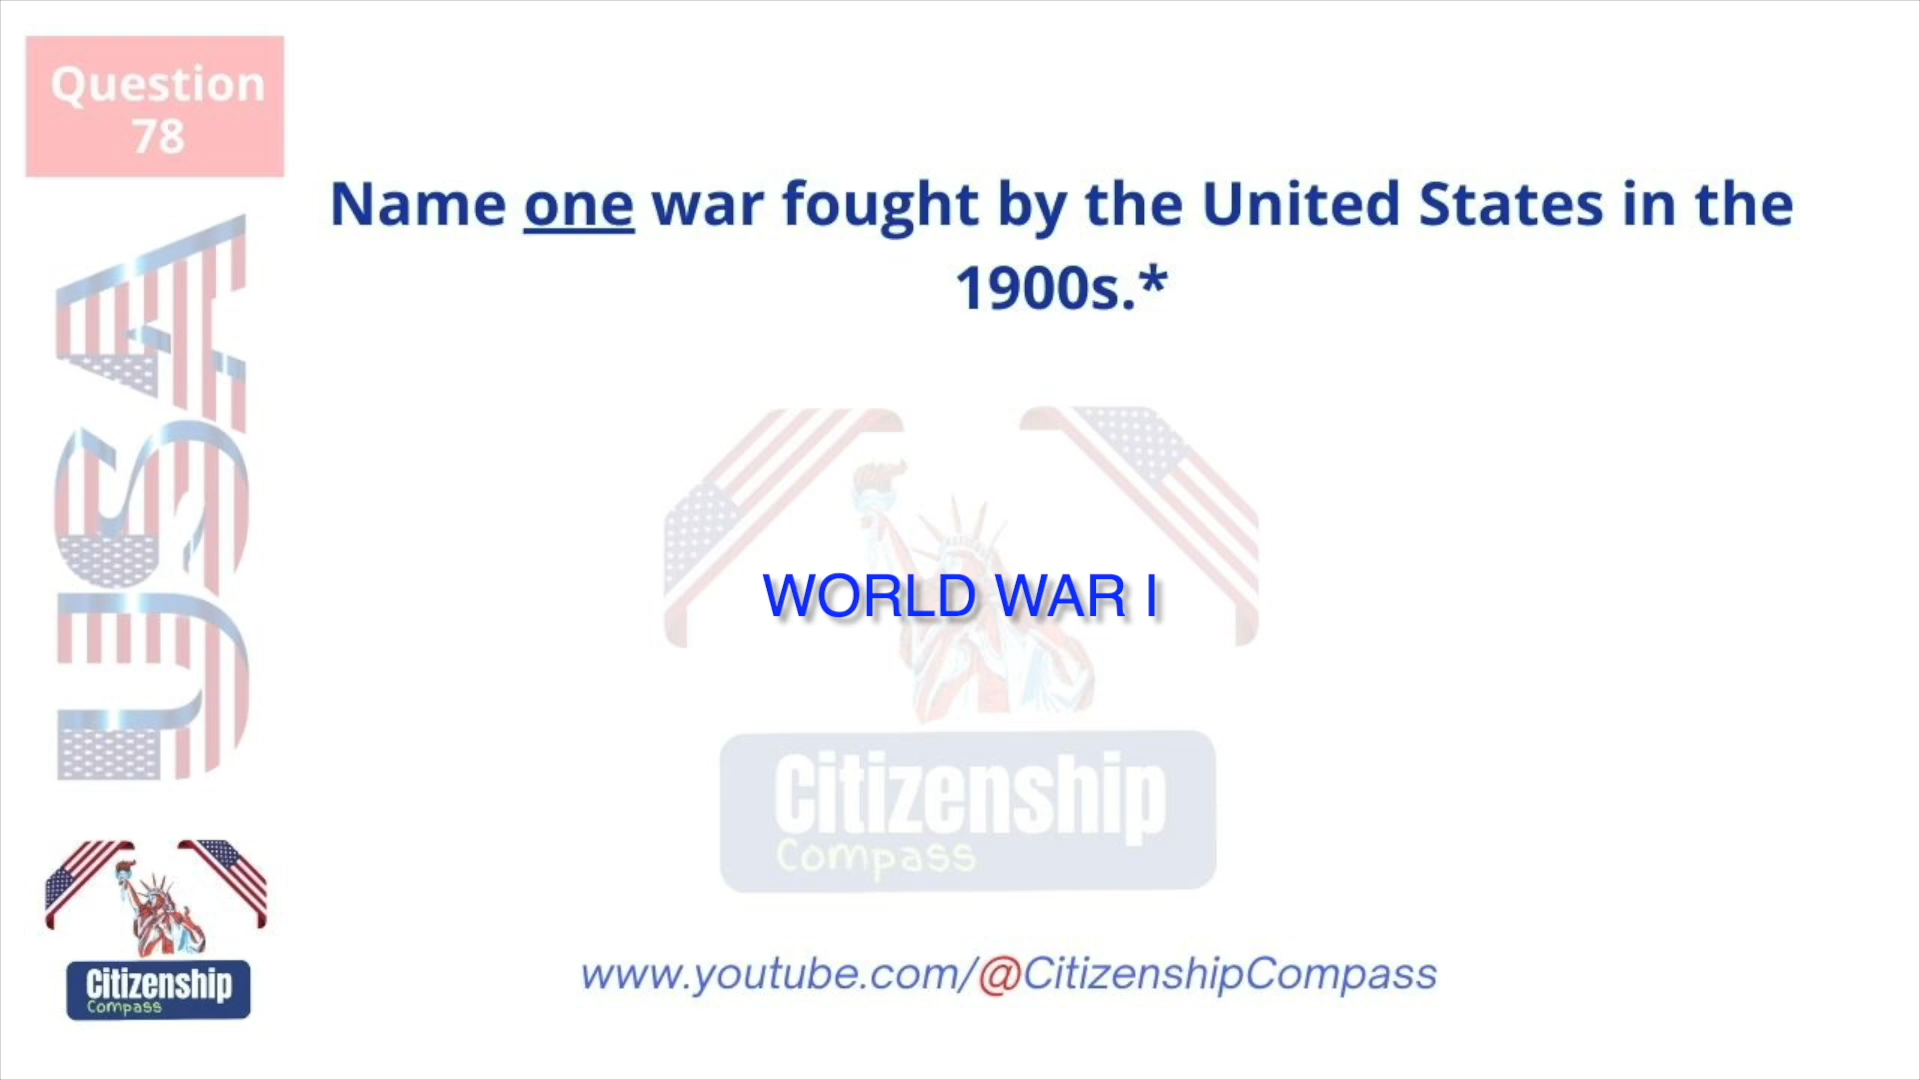 Question
78
Name one war fought by the United States in the
1900s.*
USA
WORLD WAR I
Citizenship
Compass
Citizenship
Compass
www.youtube.com/@CitizenshipCompass